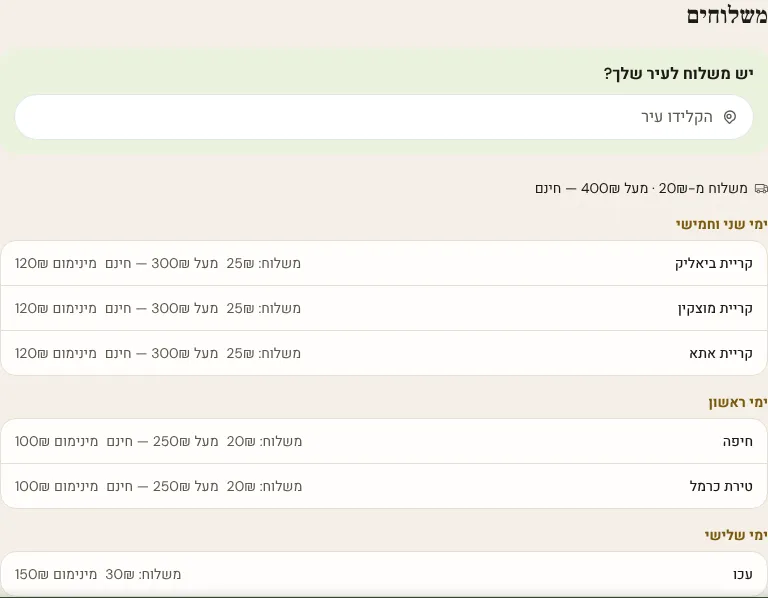 משלוחים
יש משלוח לעיר שלך?
הקלידו עיר
משלוח מ-20₪ · מעל 400₪ — חינם
ימי שני וחמישי
קריית ביאליק משלוח: 25₪ מעל 300₪ — חינם מינימום 120₪
קריית מוצקין משלוח: 25₪ מעל 300₪ — חינם מינימום 120₪
קריית אתא משלוח: 25₪ מעל 300₪ — חינם מינימום 120₪
ימי ראשון
חיפה משלוח: 20₪ מעל 250₪ — חינם מינימום 100₪
טירת כרמל משלוח: 20₪ מעל 250₪ — חינם מינימום 100₪
ימי שלישי
עכו משלוח: 30₪ מינימום 150₪